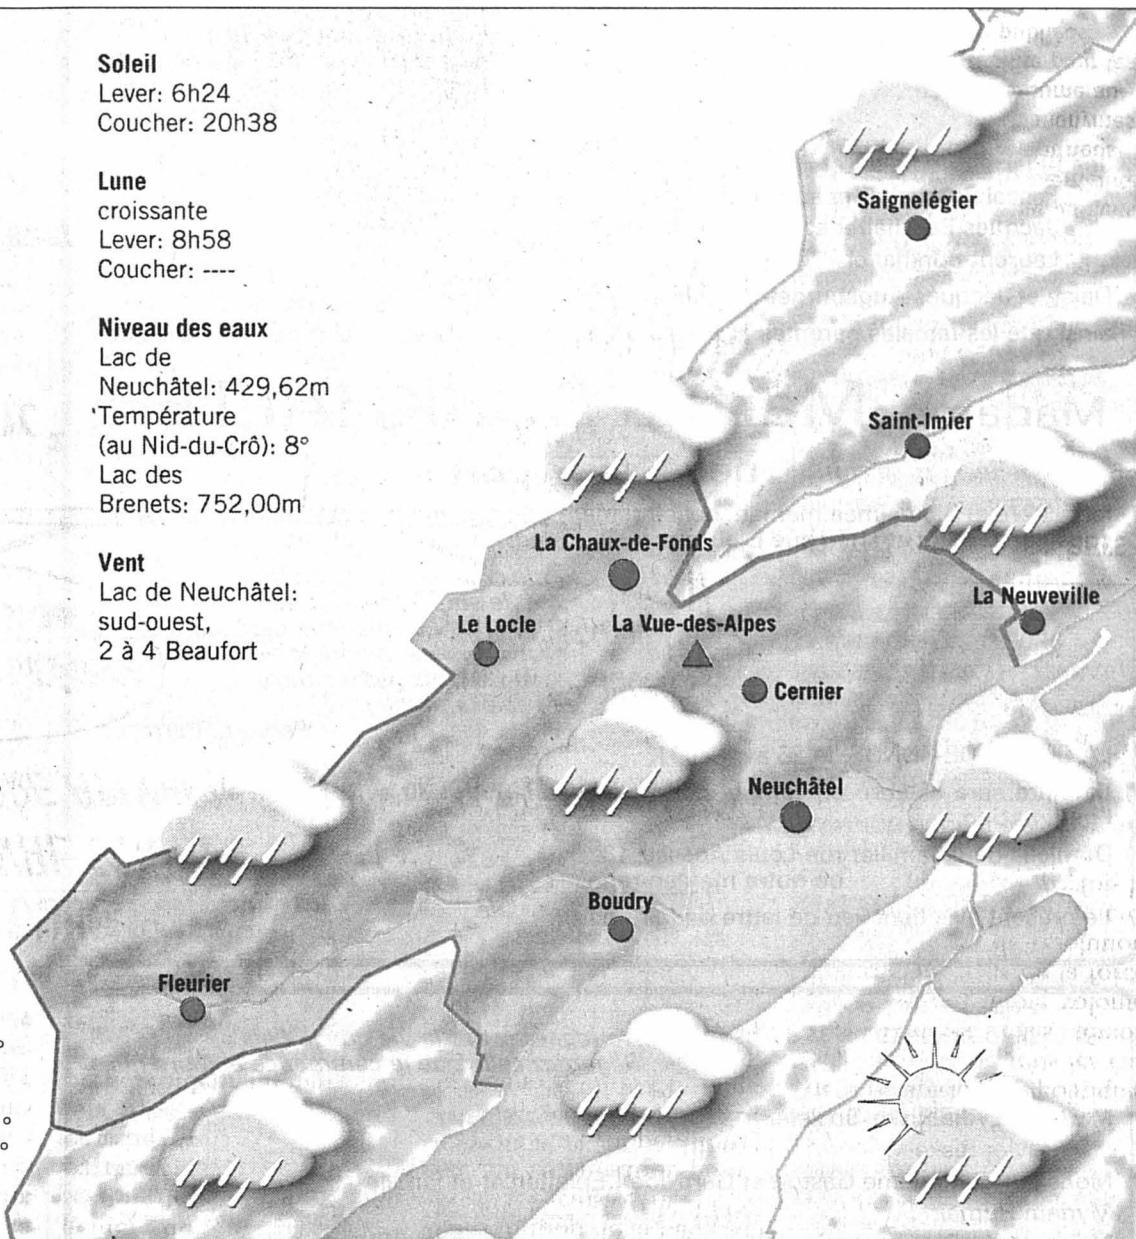 Soleil
Lever: 6h24
Coucher: 20h38
Lune
croissante
Lever: 8h58
Coucher: ----
Niveau des eaux
Lac de
Neuchâtel: 429,62m
Température
(au Nid-du-Crô): 8°
Lac des
Brenets: 752,00m
Vent
Lac de Neuchâtel:
sud-ouest,
2 à 4 Beaufort
Saignelégier
Saint-Imier
La Chaux-de-Fonds
La Neuveville
Le Locle
La Vue-des-Alpes
Cernier
Neuchâtel
Boudry
Fleurier